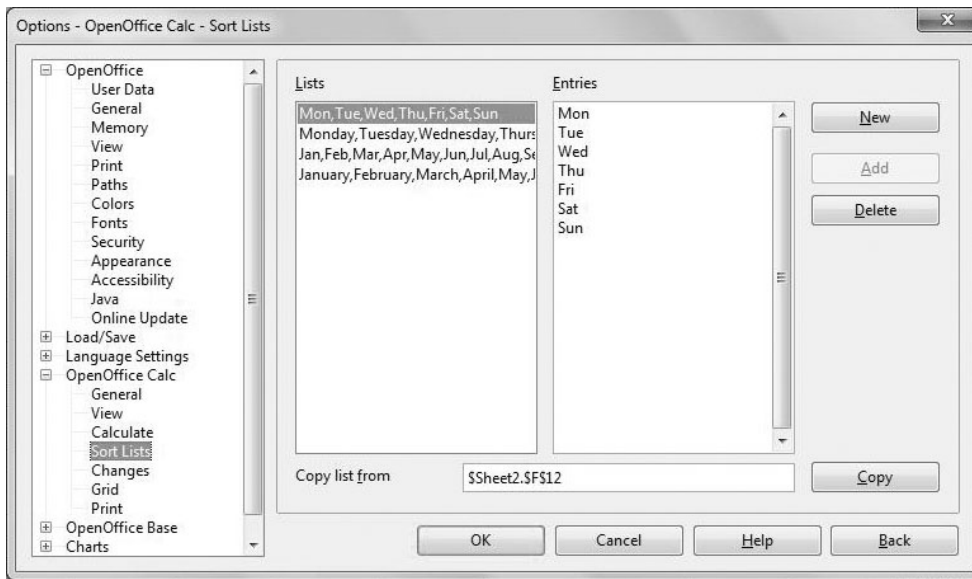 Options - OpenOffice Calc - Sort Lists
OpenOffice
User Data
General
Memory
View
Print
Paths
Colors
Fonts
Security
Appearance
Accessibility
Java
Online Update
Load/Save
Language Settings
OpenOffice Calc
General
View
Calculate
Sort Lists
Changes
Grid
Print
OpenOffice Base
Charts
Lists
Mon,Tue,Wed,Thu,Fri,Sat,Sun
Monday,Tuesday,Wednesday,Thurs
Jan,Feb,Mar,Apr,May,Jun,Jul,Aug,Se
January,February,March,April,May,J
Entries
Mon
Tue
Wed
Thu
Fri
Sat
Sun
New
Add
Delete
Copy list from
$Sheet2.$F$12
Copy
OK
Cancel
Help
Back